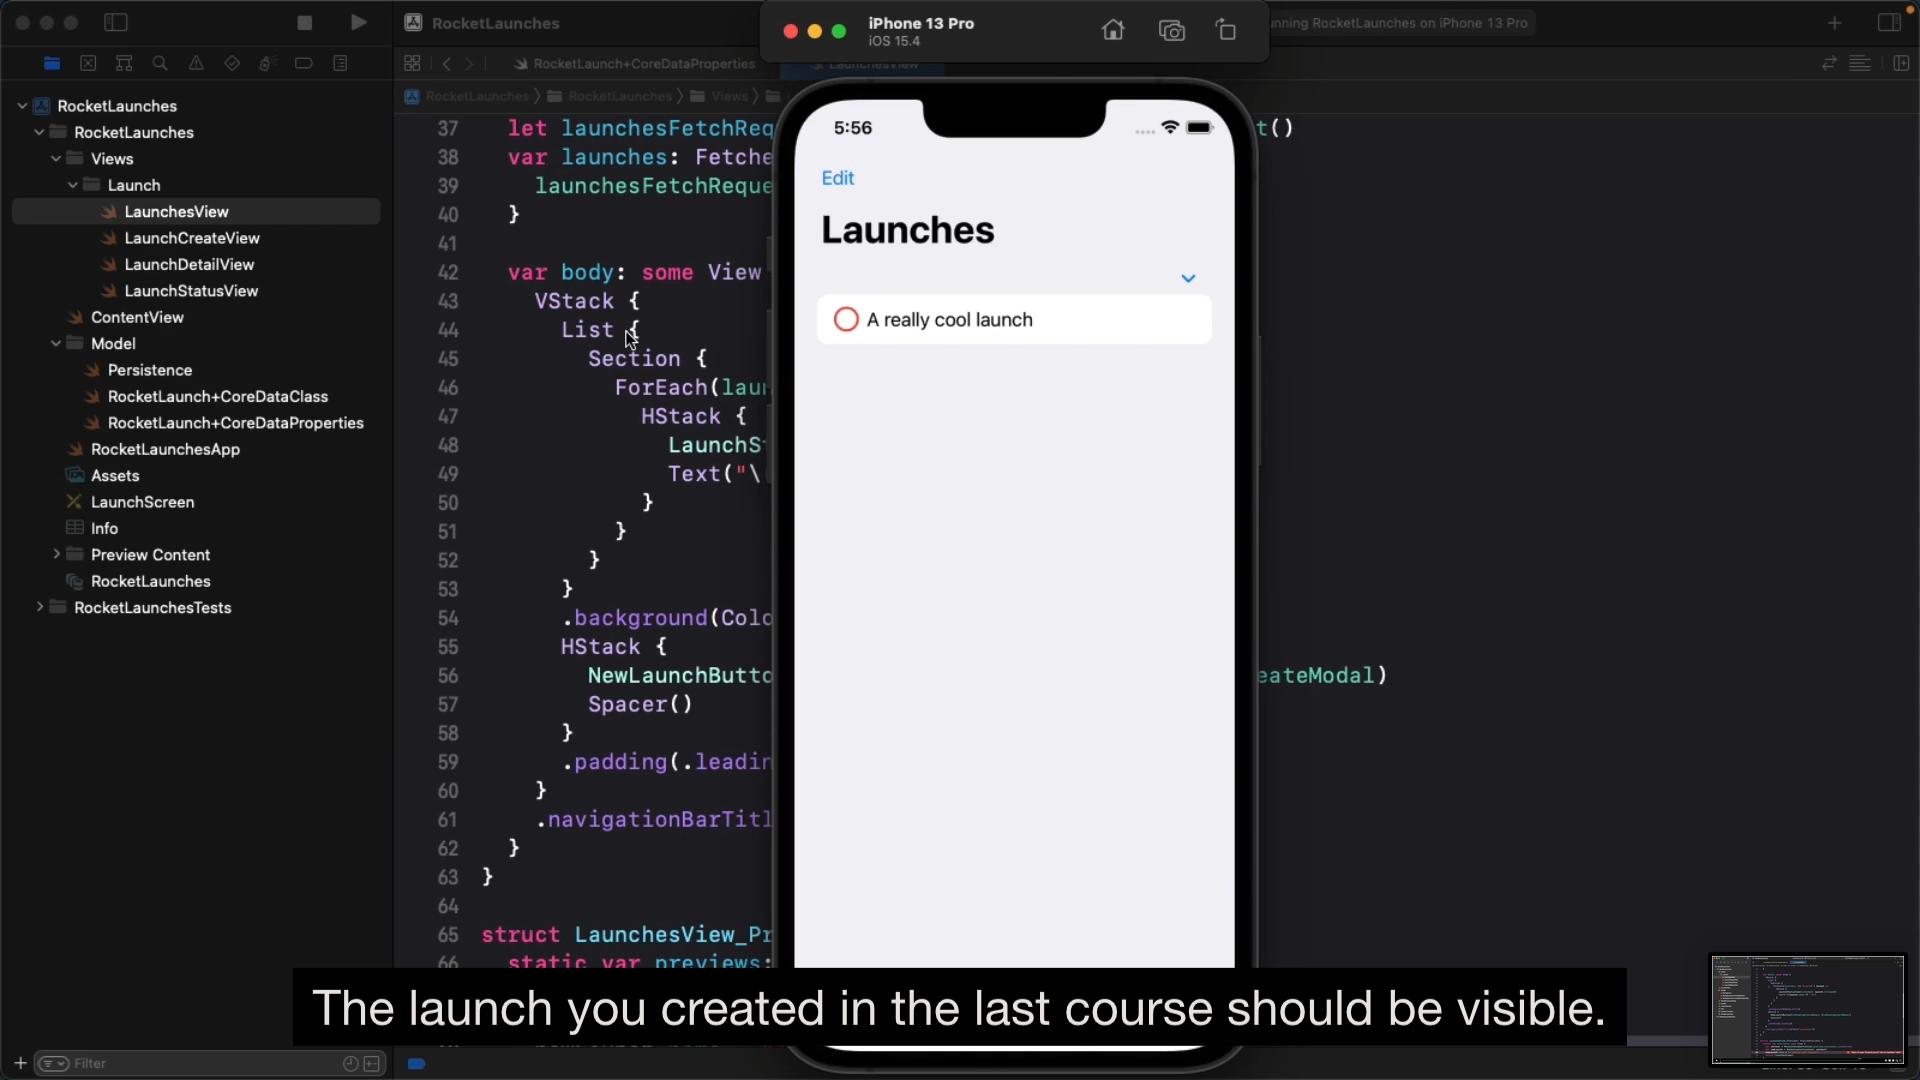 RocketLaunches
iPhone 13 Pro
iOS 15.4
nning RocketLaunches on iPhone 13 Pro
RocketLaunch+CoreDataProperties
LaunchesView
RocketLaunches
RocketLaunches
Views
RocketLaunches
RocketLaunches
Views
Launch
LaunchesView
LaunchCreateView
LaunchDetailView
LaunchStatusView
ContentView
Model
Persistence
RocketLaunch+CoreDataClass
RocketLaunch+CoreDataProperties
RocketLaunchesApp
Assets
LaunchScreen
Info
Preview Content
RocketLaunches
RocketLaunchesTests
Filter
37 let launchesFetchReq t()
38 var launches: Fetche
39 launchesFetchReque
40 }
41
42 var body: some View
43 VStack {
44 List {
45 Section {
46 ForEach(laun
47 HStack {
48 LaunchSt
49 Text("\
50 }
51 }
52 }
53 }
54 .background(Colo
55 HStack {
56 NewLaunchButto eateModal)
57 Spacer()
58 }
59 .padding(.leadin
60 }
61 .navigationBarTitl
62 }
63 }
64
65 struct LaunchesView_Pr
66 static var previews:
5:56
Edit
Launches
A really cool launch
The launch you created in the last course should be visible.